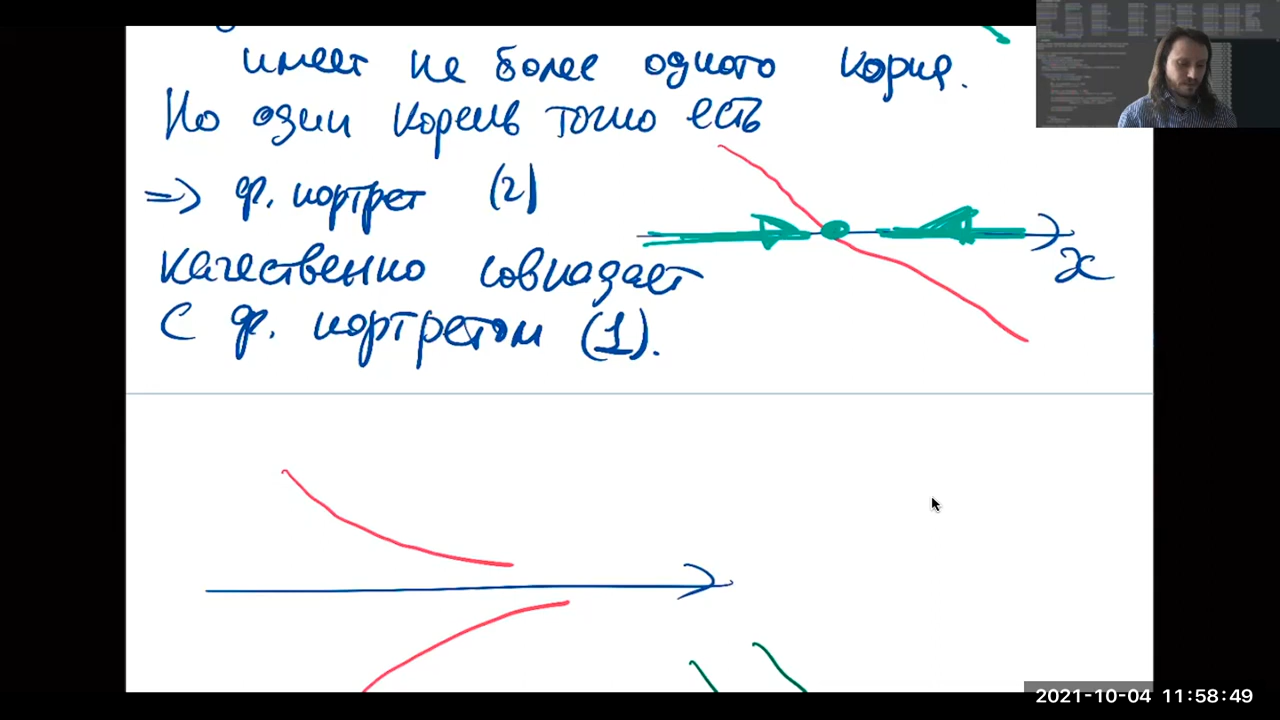 имеет не более одного корня.
Но один корень точно есть
=> ф. портрет (2)
качественно совпадает
с ф. портретом (1).
x
2021-10-04 11:58:49